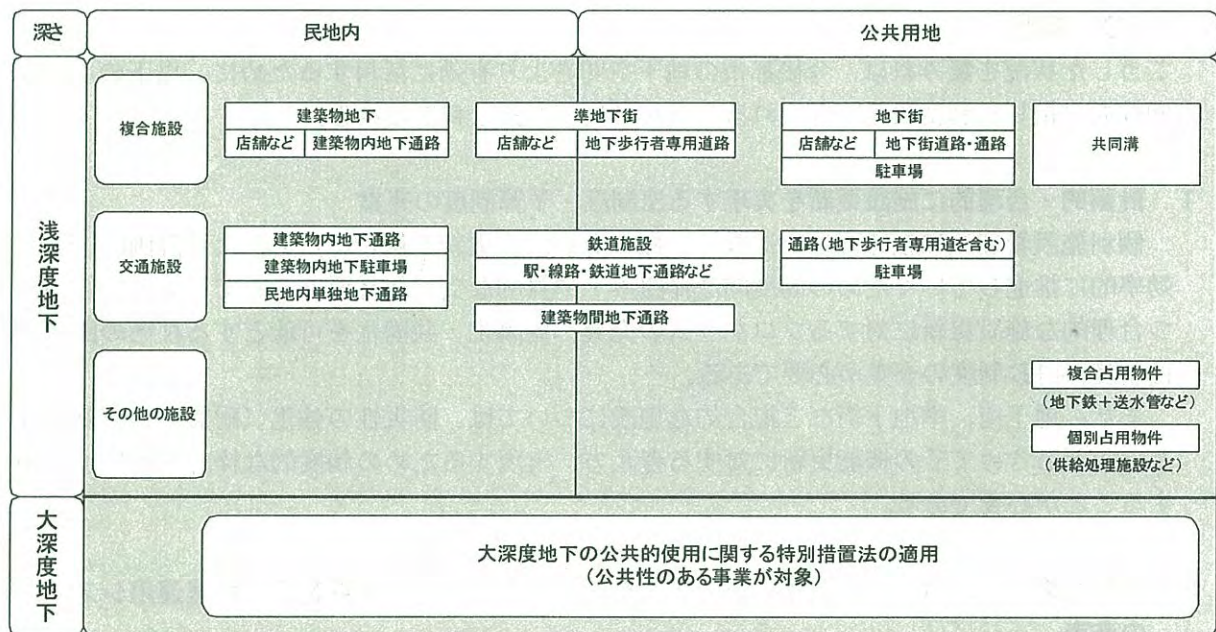 深さ
民地内
公共用地
浅深度地下
複合施設
建築物地下
店舗など 建築物内地下通路
準地下街
店舗など 地下歩行者専用道路
地下街
店舗など 地下街道路・通路
駐車場
共同溝
交通施設
建築物内地下通路
建築物内地下駐車場
民地内単独地下通路
鉄道施設
駅・線路・鉄道地下通路など
建築物間地下通路
通路(地下歩行者専用道を含む)
駐車場
その他の施設
複合占用物件
(地下鉄+送水管など)
個別占用物件
(供給処理施設など)
大深度地下
大深度地下の公共的使用に関する特別措置法の適用
(公共性のある事業が対象)